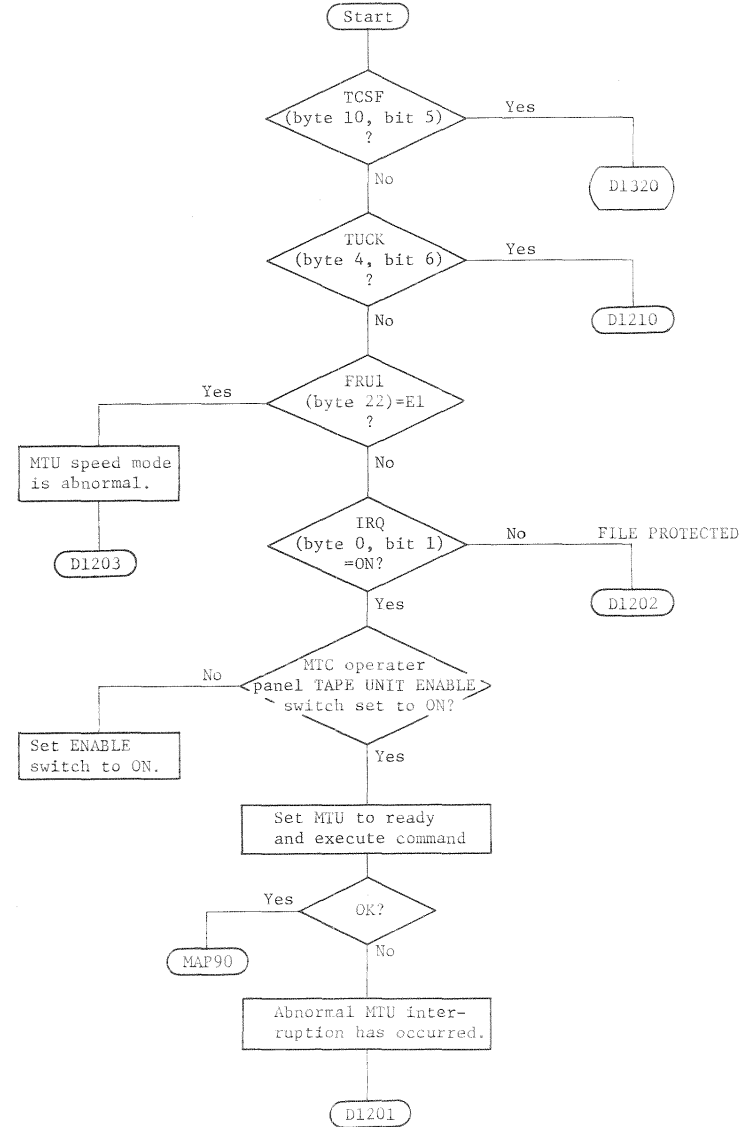 Start
TCSF
(byte 10, bit 5)
?
Yes
D1320
No
TUCK
(byte 4, bit 6)
?
Yes
D1210
No
FRU1
(byte 22)=E1
?
Yes
MTU speed mode
is abnormal.
D1203
No
IRQ
(byte 0, bit 1)
=ON?
No
FILE PROTECTED
D1202
Yes
MTC operater
panel TAPE UNIT ENABLE
switch set to ON?
No
Set ENABLE
switch to ON.
Yes
Set MTU to ready
and execute command
OK?
Yes
MAP90
No
Abnormal MTU inter-
ruption has occurred.
D1201